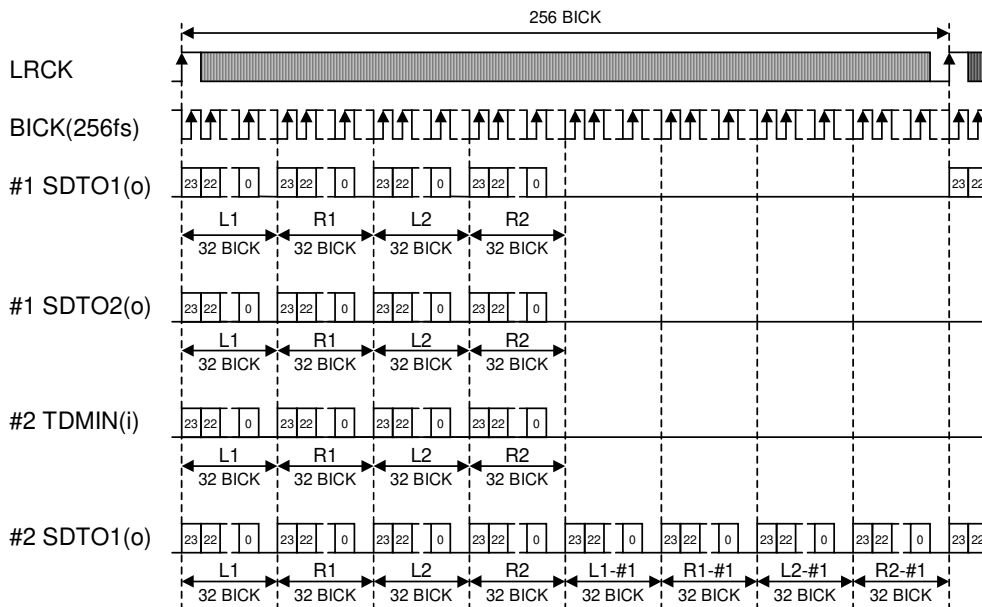 256 BICK
LRCK
BICK(256fs)
#1 SDTO1(o)
23 22 0 23 22 0 23 22 0 23 22 0 23 22
L1 R1 L2 R2
32 BICK 32 BICK 32 BICK 32 BICK
#1 SDTO2(o)
23 22 0 23 22 0 23 22 0 23 22 0
L1 R1 L2 R2
32 BICK 32 BICK 32 BICK 32 BICK
#2 TDMIN(i)
23 22 0 23 22 0 23 22 0 23 22 0
L1 R1 L2 R2
32 BICK 32 BICK 32 BICK 32 BICK
#2 SDTO1(o)
23 22 0 23 22 0 23 22 0 23 22 0 23 22 0 23 22 0 23 22 0 23 22 0 23 22
L1 R1 L2 R2 L1-#1 R1-#1 L2-#1 R2-#1
32 BICK 32 BICK 32 BICK 32 BICK 32 BICK 32 BICK 32 BICK 32 BICK